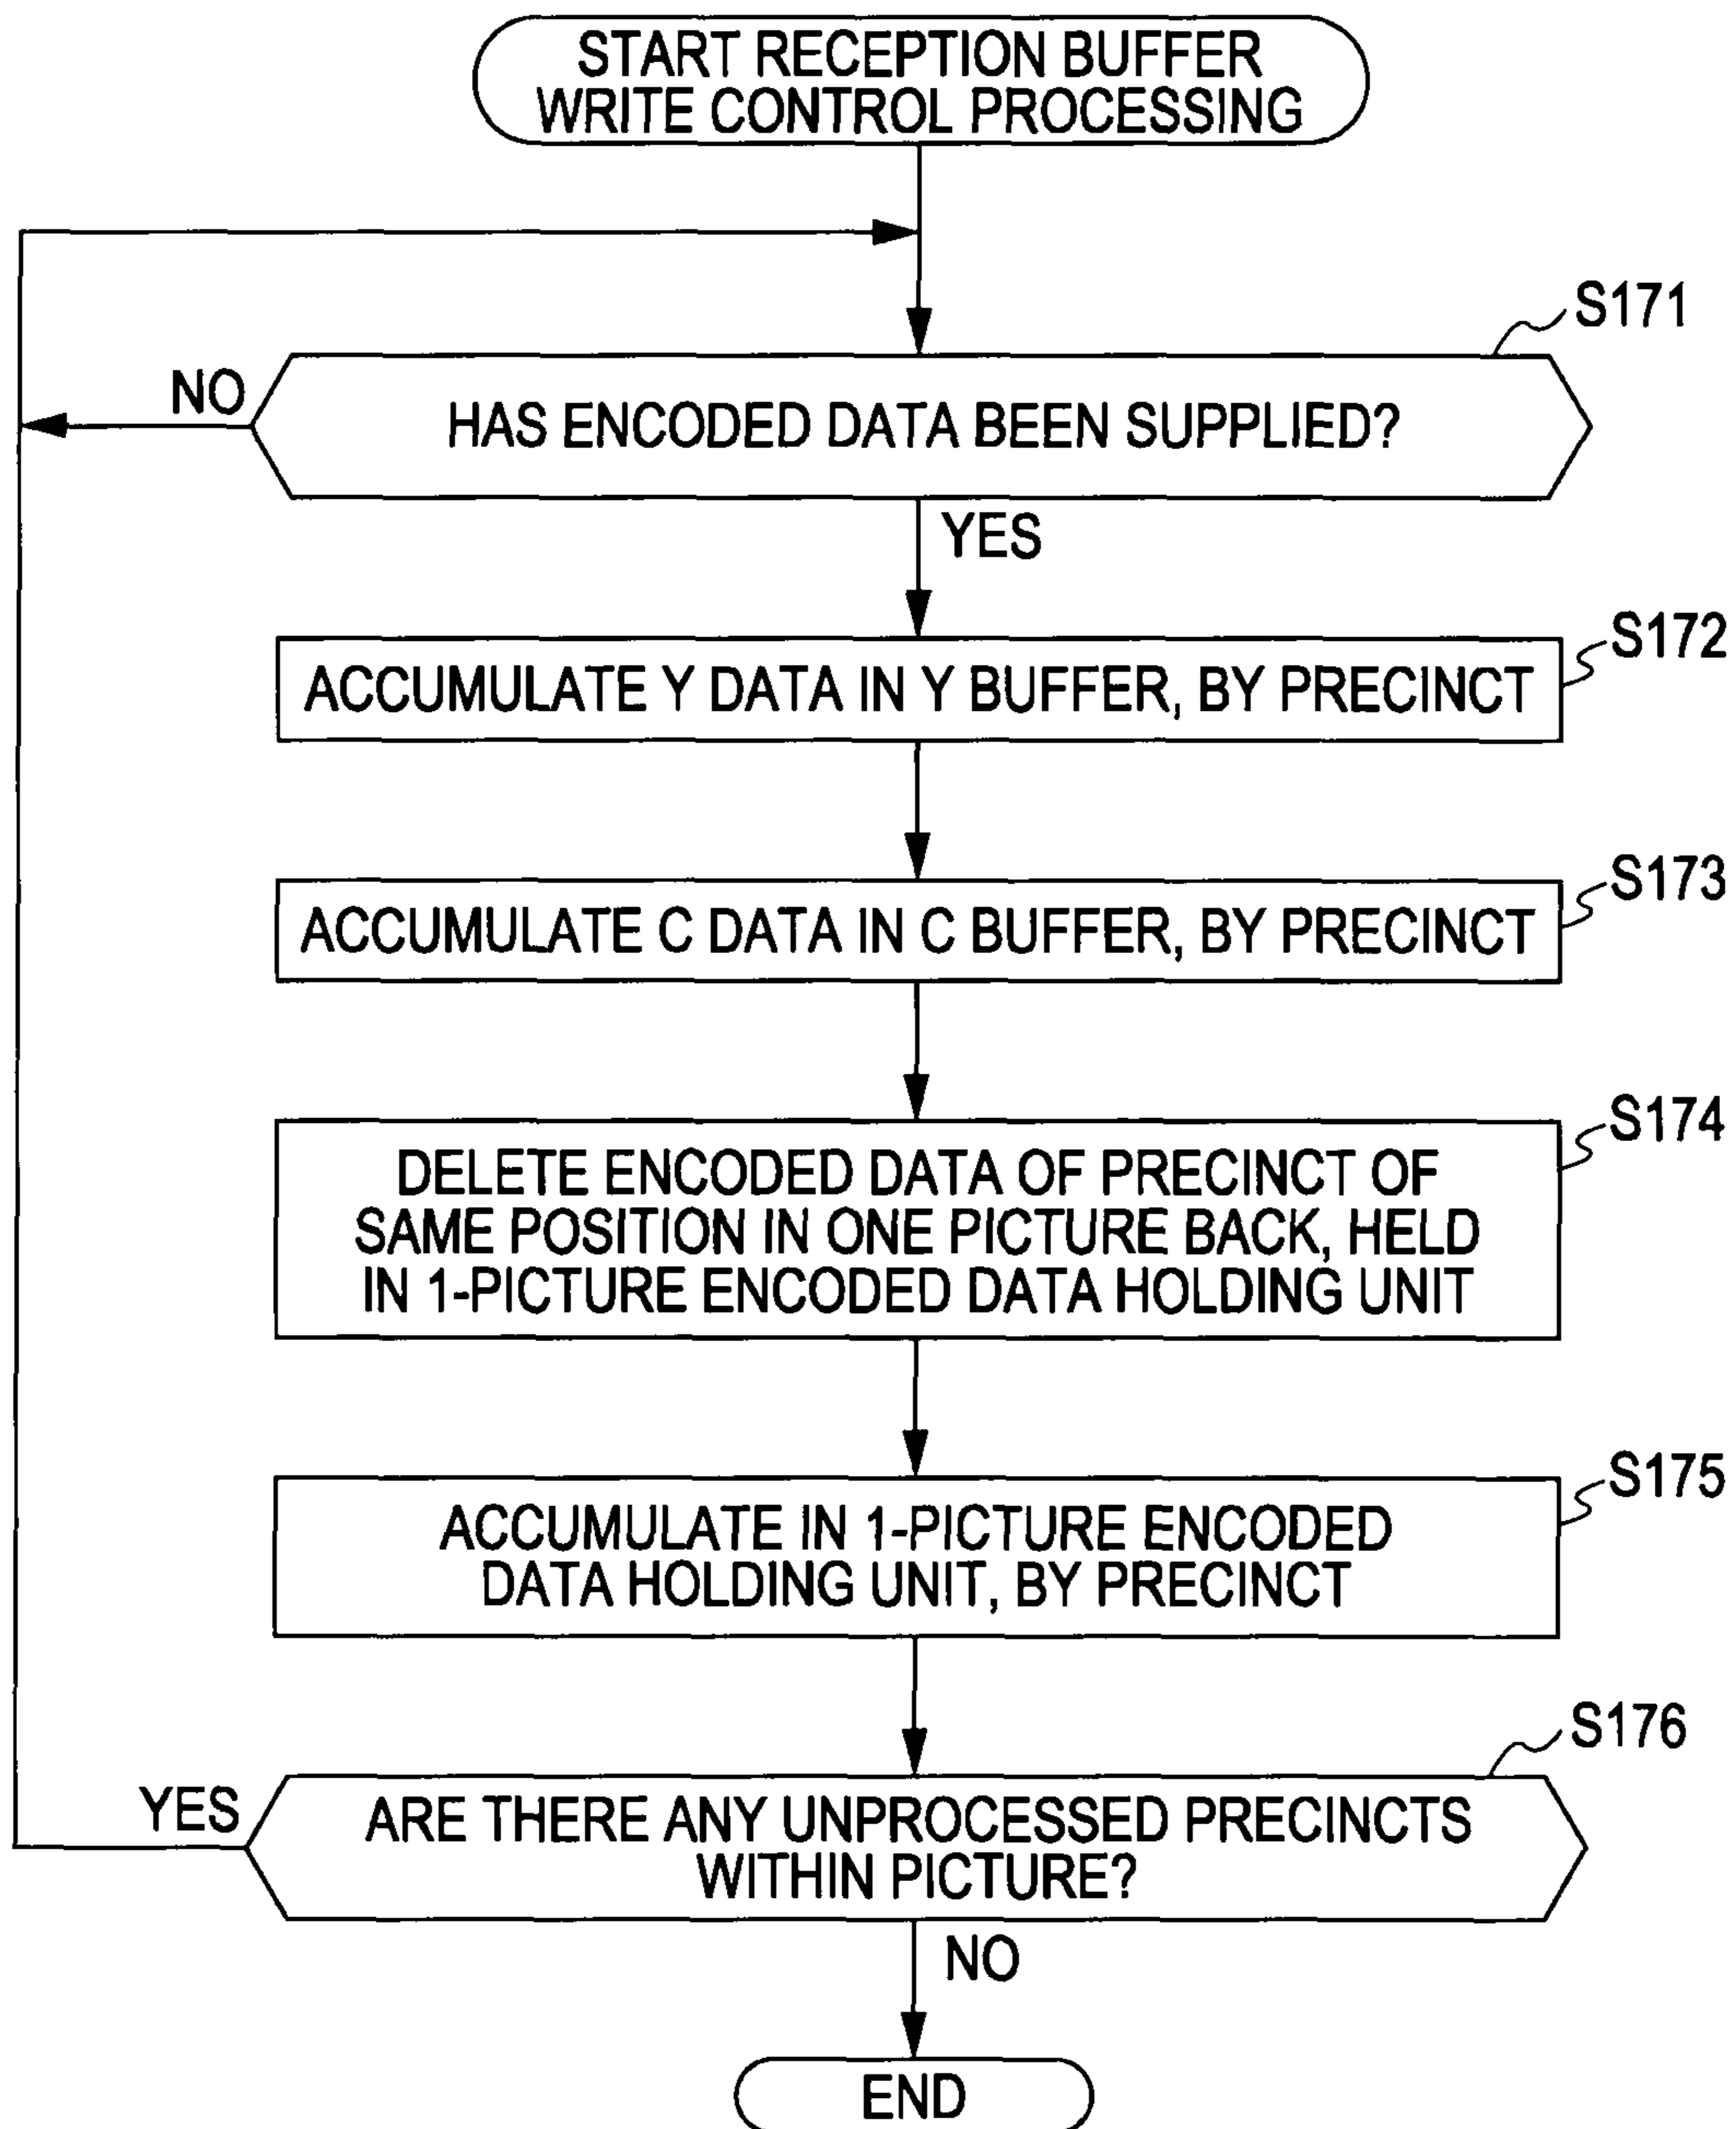 START RECEPTION BUFFER
WRITE CONTROL PROCESSING
S171
NO
HAS ENCODED DATA BEEN SUPPLIED?
YES
S172
ACCUMULATE Y DATA IN Y BUFFER, BY PRECINCT
S173
ACCUMULATE C DATA IN C BUFFER, BY PRECINCT
S174
DELETE ENCODED DATA OF PRECINCT OF
SAME POSITION IN ONE PICTURE BACK, HELD
IN 1-PICTURE ENCODED DATA HOLDING UNIT
S175
ACCUMULATE IN 1-PICTURE ENCODED
DATA HOLDING UNIT, BY PRECINCT
S176
YES
ARE THERE ANY UNPROCESSED PRECINCTS
WITHIN PICTURE?
NO
END